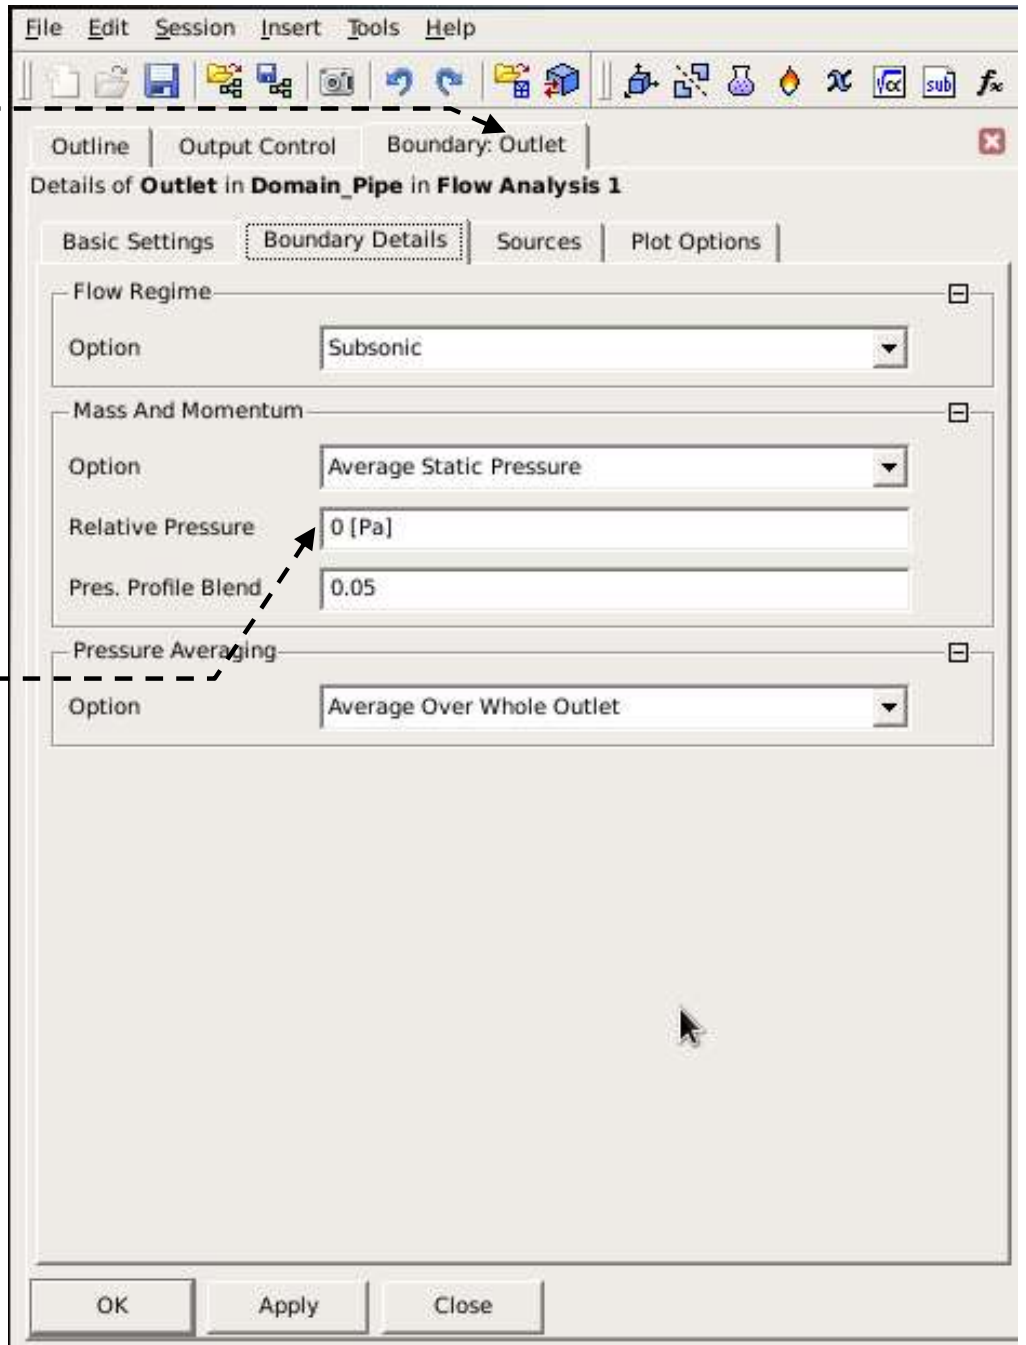 File Edit Session Insert Tools Help
√α sub fx
Outline Output Control Boundary: Outlet
Details of Outlet in Domain_Pipe in Flow Analysis 1
Basic Settings Boundary Details Sources Plot Options
Flow Regime
Option Subsonic
Mass And Momentum
Option Average Static Pressure
Relative Pressure 0 [Pa]
Pres. Profile Blend 0.05
Pressure Averaging
Option Average Over Whole Outlet
OK Apply Close